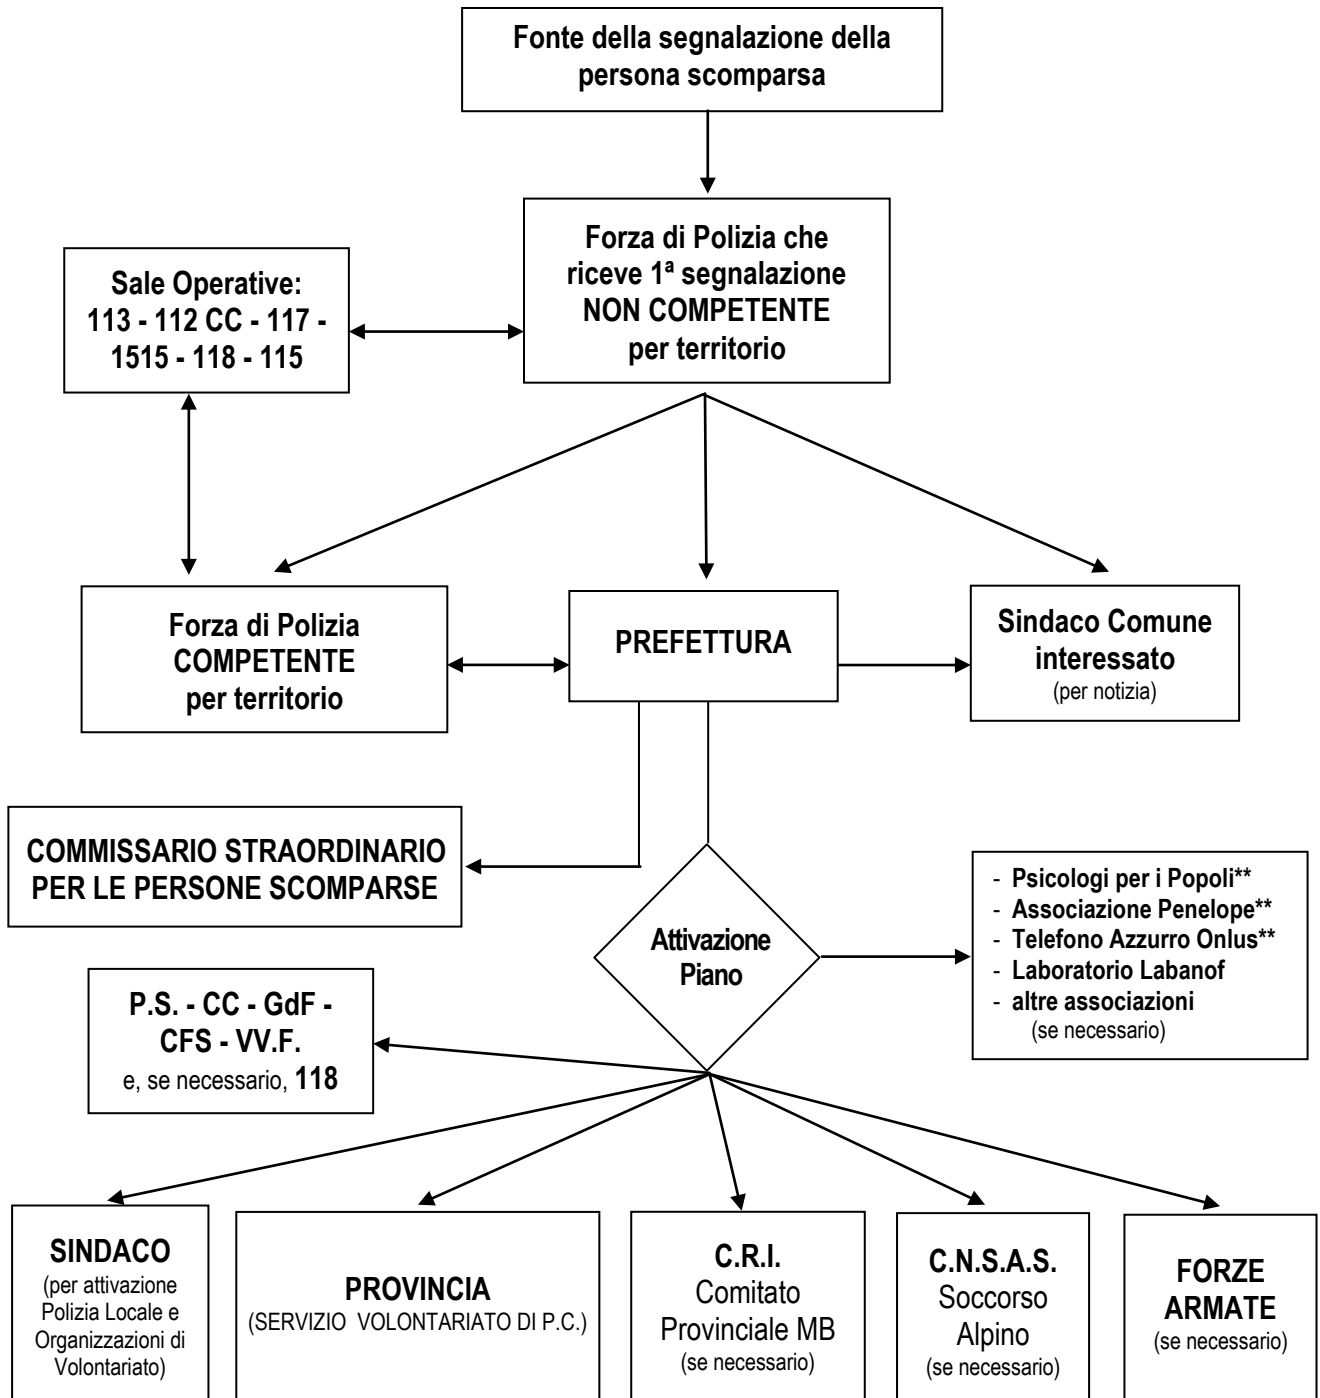 Fonte della segnalazione della
persona scomparsa
Forza di Polizia che
riceve 1ª segnalazione
NON COMPETENTE
per territorio
Sale Operative:
113 - 112 CC - 117 -
1515 - 118 - 115
Forza di Polizia
COMPETENTE
per territorio
PREFETTURA
Sindaco Comune
interessato
(per notizia)
COMMISSARIO STRAORDINARIO
PER LE PERSONE SCOMPARSE
Attivazione
Piano
- Psicologi per i Popoli**
- Associazione Penelope**
- Telefono Azzurro Onlus**
- Laboratorio Labanof
- altre associazioni
(se necessario)
P.S. - CC - GdF -
CFS - VV.F.
e, se necessario, 118
SINDACO
(per attivazione
Polizia Locale e
Organizzazioni di
Volontariato)
PROVINCIA
(SERVIZIO VOLONTARIATO DI P.C.)
C.R.I.
Comitato
Provinciale MB
(se necessario)
C.N.S.A.S.
Soccorso
Alpino
(se necessario)
FORZE
ARMATE
(se necessario)